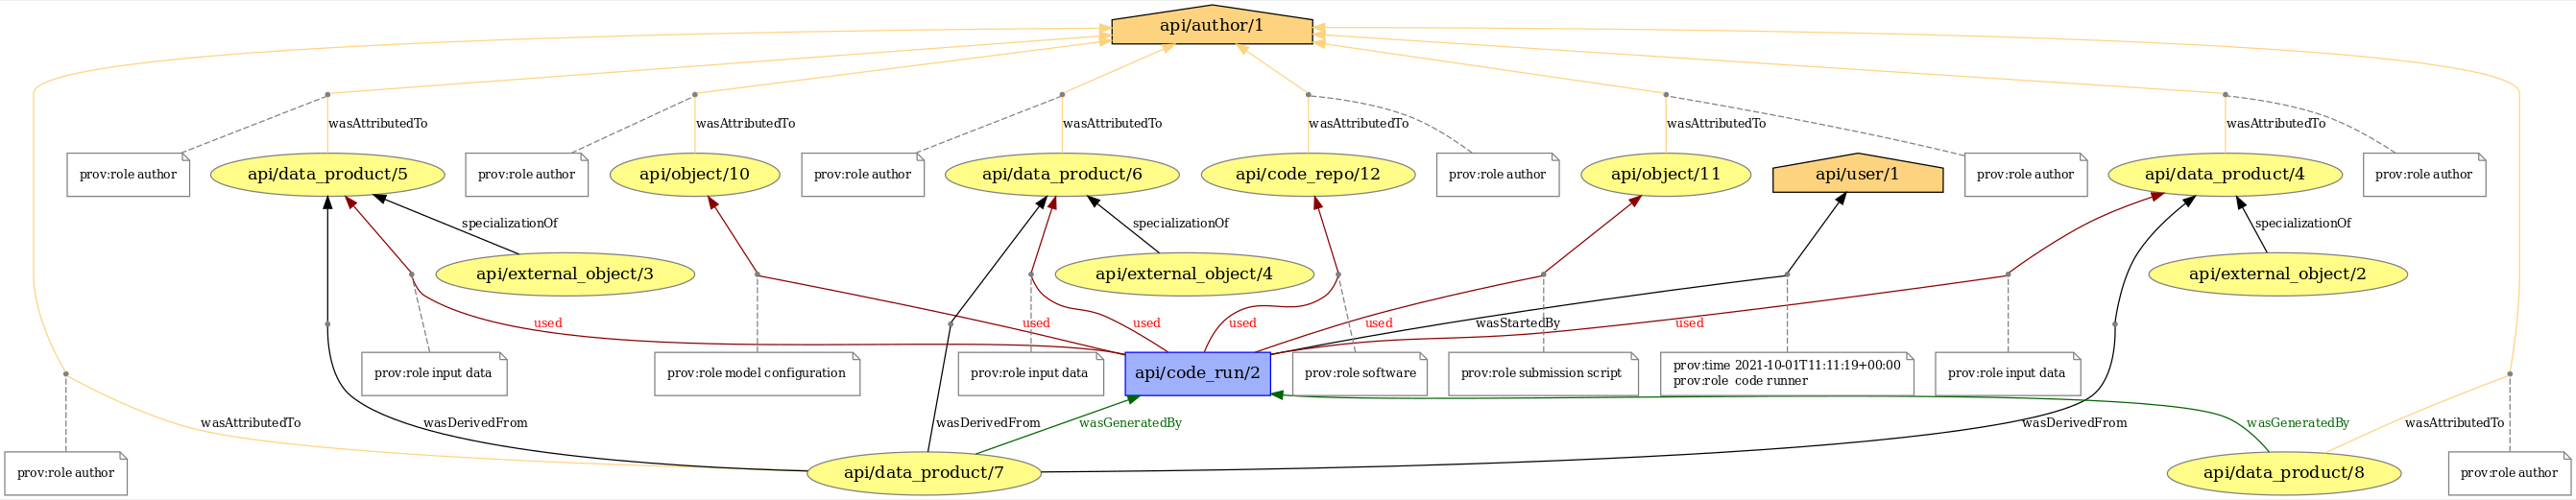 api/author/1
wasAttributedTo
wasAttributedTo
wasAttributedTo
wasAttributedTo
wasAttributedTo
wasAttributedTo
prov:role author
api/data_product/5
prov:role author
api/object/10
prov:role author
api/data_product/6
api/code_repo/12
prov:role author
api/object/11
api/user/1
prov:role author
api/data_product/4
prov:role author
specializationOf
specializationOf
specializationOf
api/external_object/3
api/external_object/4
api/external_object/2
used
used
used
used
used
wasStartedBy
used
prov:role input data
prov:role model configuration
prov:role input data
api/code_run/2
prov:role software
prov:role submission script
prov:time 2021-10-01T11:11:19+00:00
prov:role code runner
prov:role input data
wasAttributedTo
wasDerivedFrom
wasDerivedFrom
wasGeneratedBy
wasDerivedFrom
wasGeneratedBy
wasAttributedTo
prov:role author
api/data_product/7
api/data_product/8
prov:role author